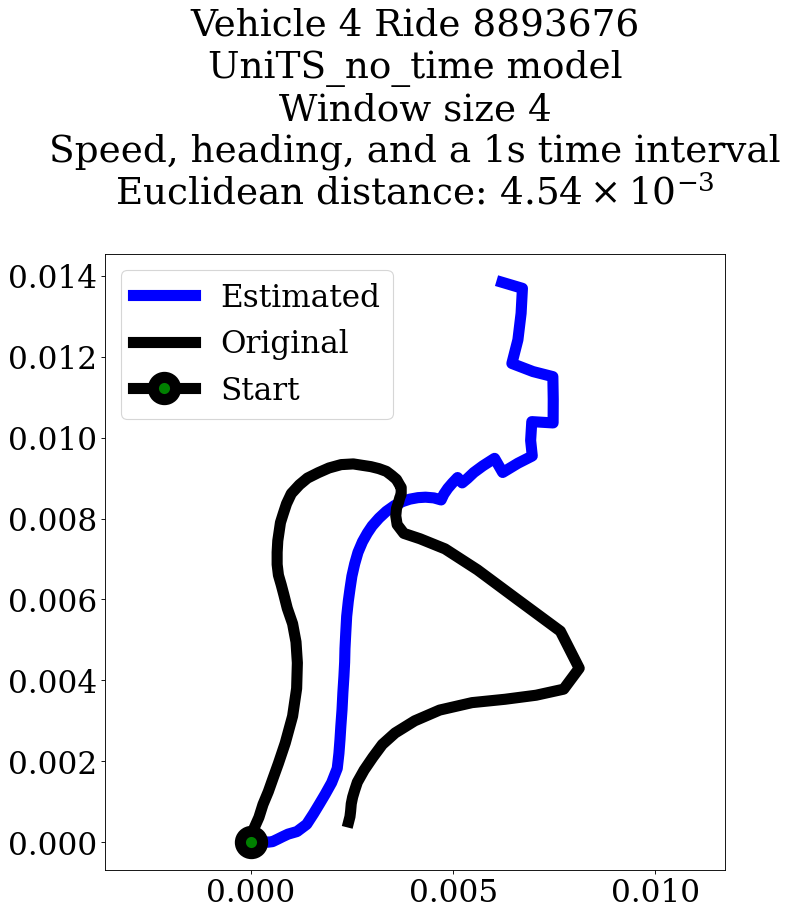 Vehicle 4 Ride 8893676
UniTS_no_time model
Window size 4
Speed, heading, and a 1s time interval
Euclidean distance: 4.54 × 10⁻³
Estimated
Original
Start
0.014
0.012
0.010
0.008
0.006
0.004
0.002
0.000
0.000 0.005 0.010